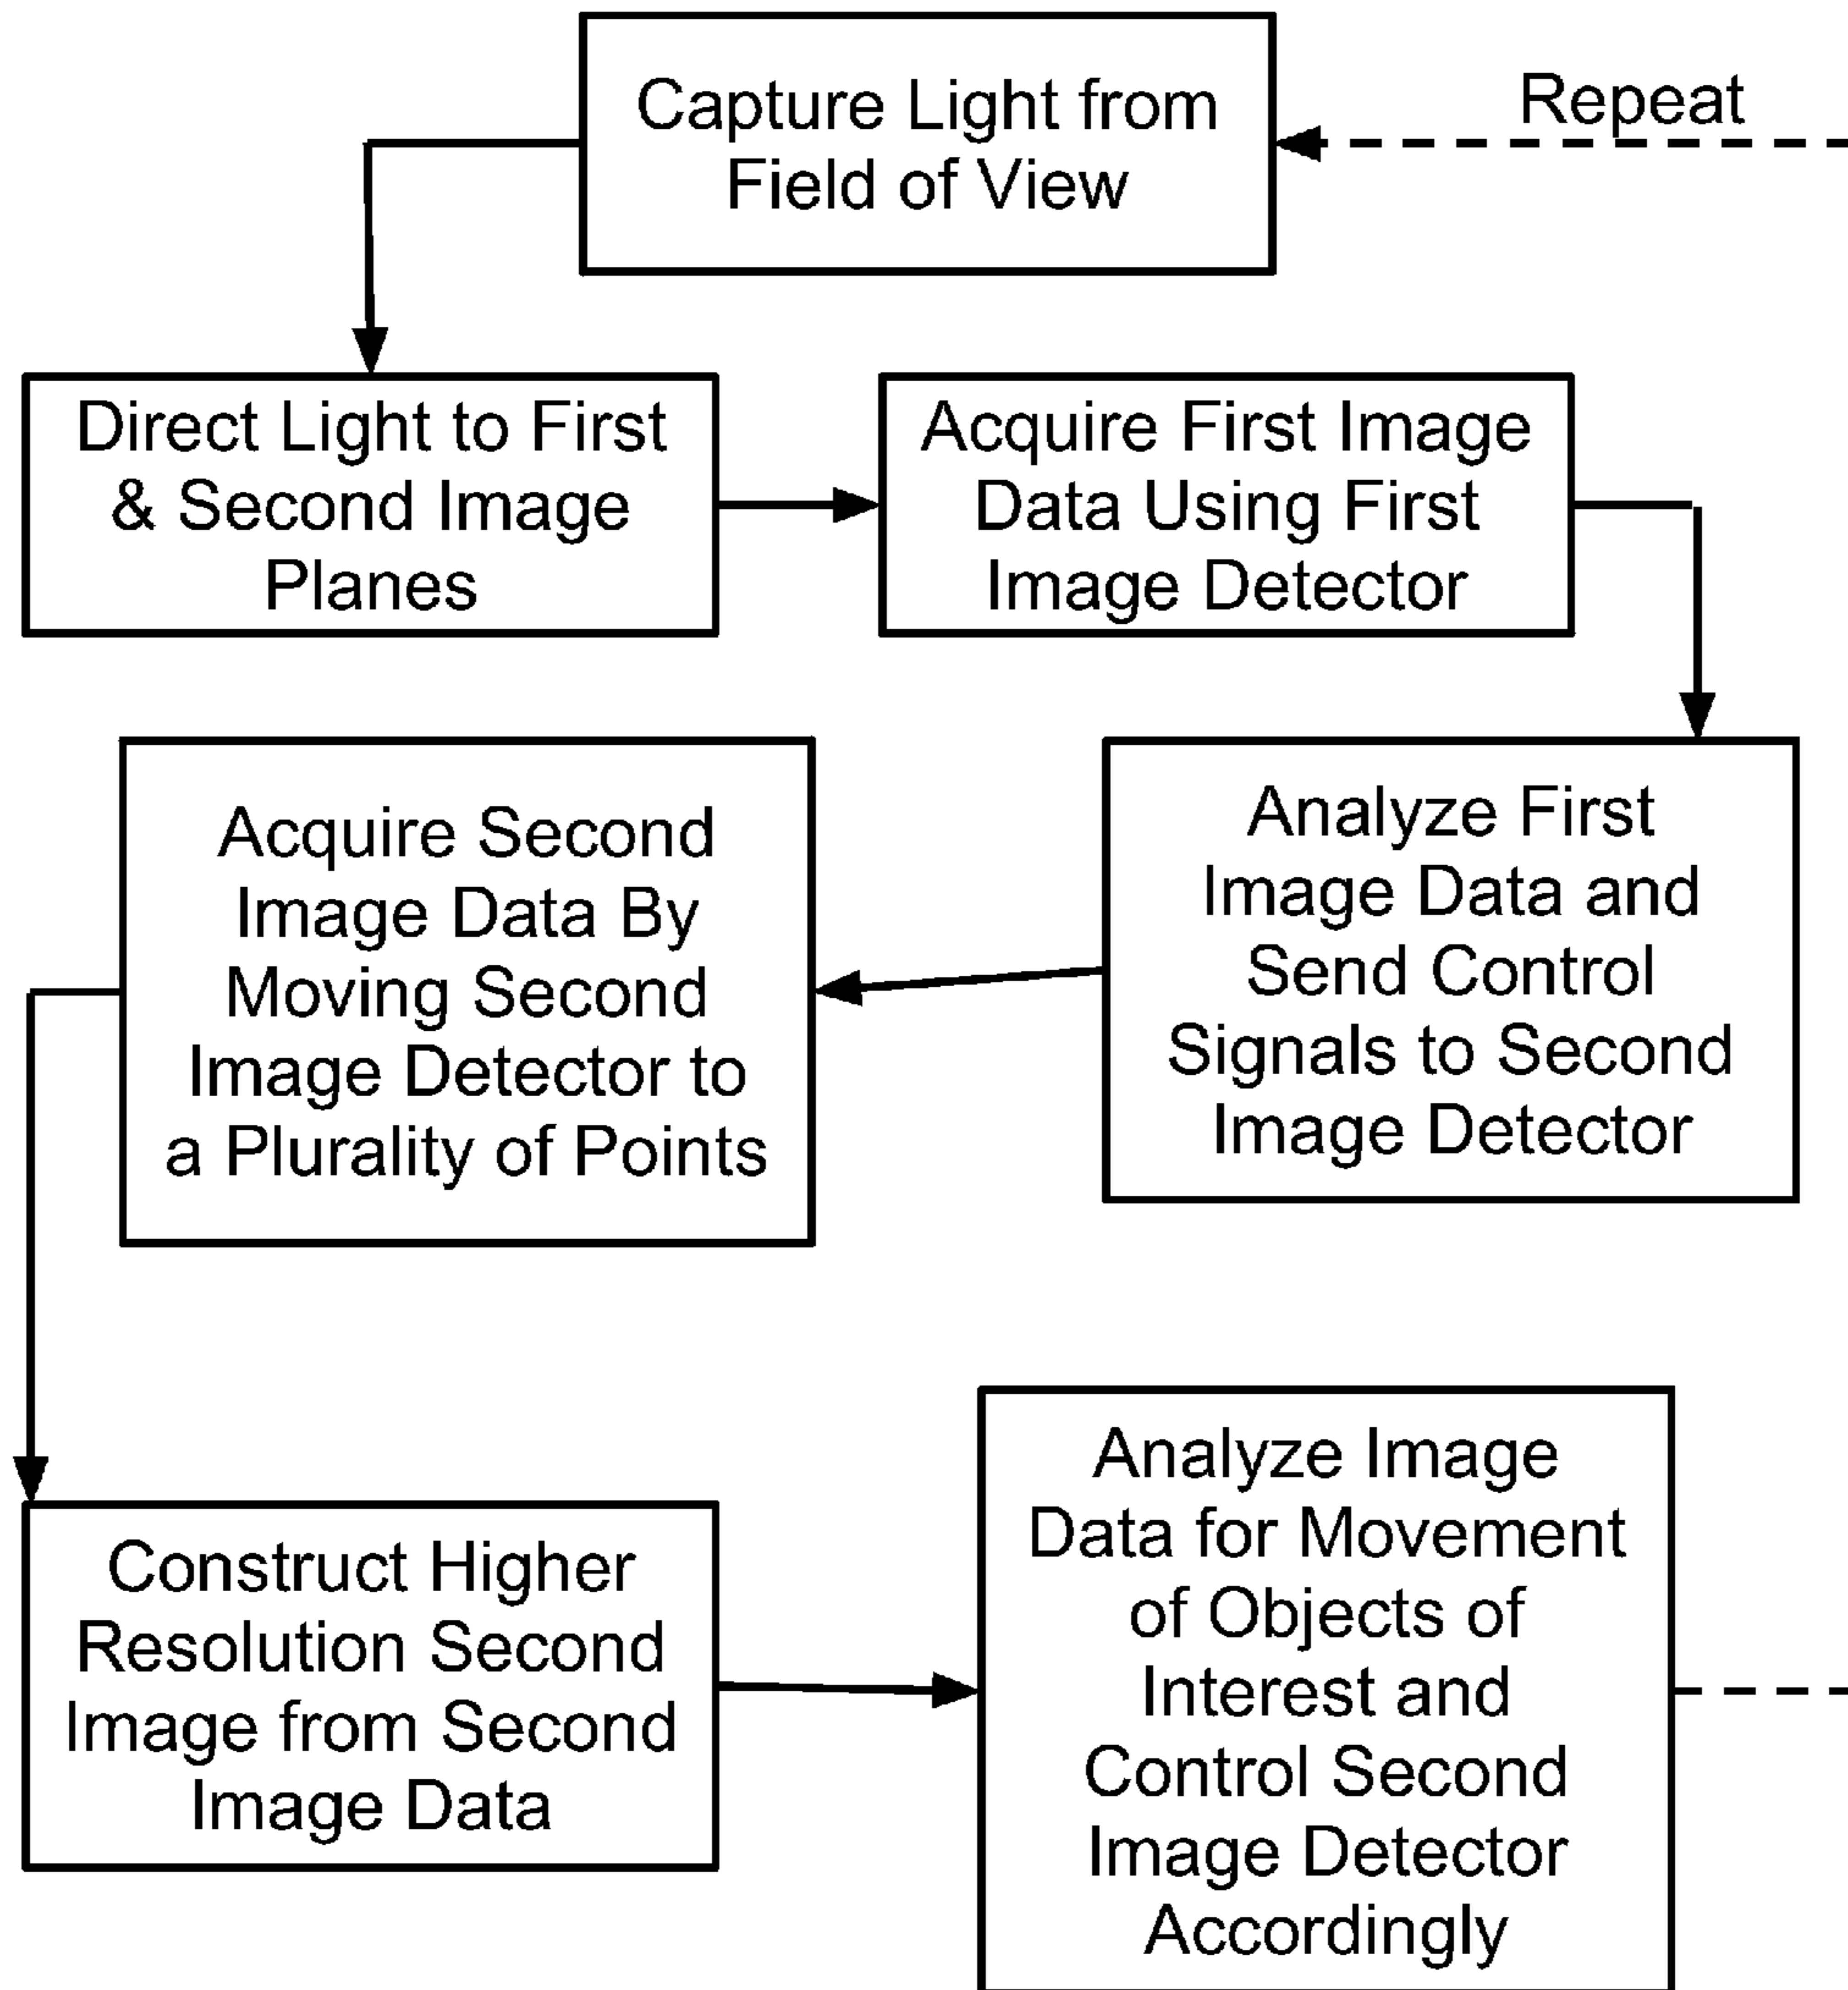 Capture Light from
Field of View
Repeat
Direct Light to First
& Second Image
Planes
Acquire First Image
Data Using First
Image Detector
Analyze First
Image Data and
Send Control
Signals to Second
Image Detector
Acquire Second
Image Data By
Moving Second
Image Detector to
a Plurality of Points
Construct Higher
Resolution Second
Image from Second
Image Data
Analyze Image
Data for Movement
of Objects of
Interest and
Control Second
Image Detector
Accordingly